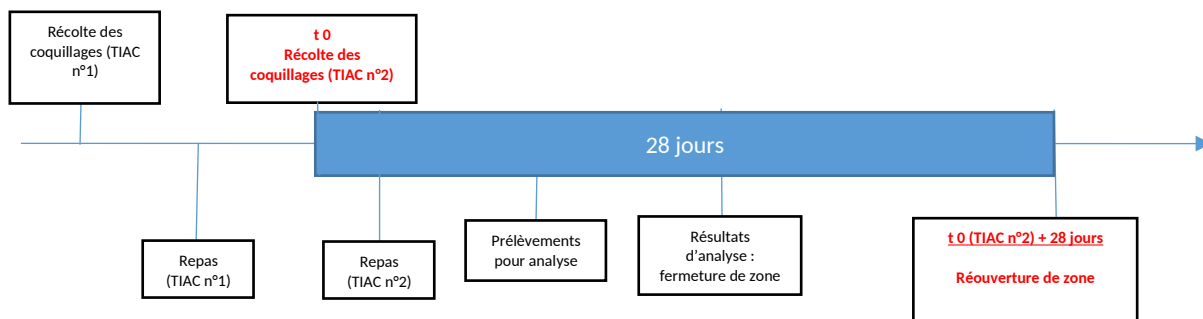 Récolte des
coquillages (TIAC
n°1)
t 0
Récolte des
coquillages (TIAC n°2)
28 jours
Repas
(TIAC n°1)
Repas
(TIAC n°2)
Prélèvements
pour analyse
Résultats
d'analyse :
fermeture de zone
t 0 (TIAC n°2) + 28 jours
Réouverture de zone